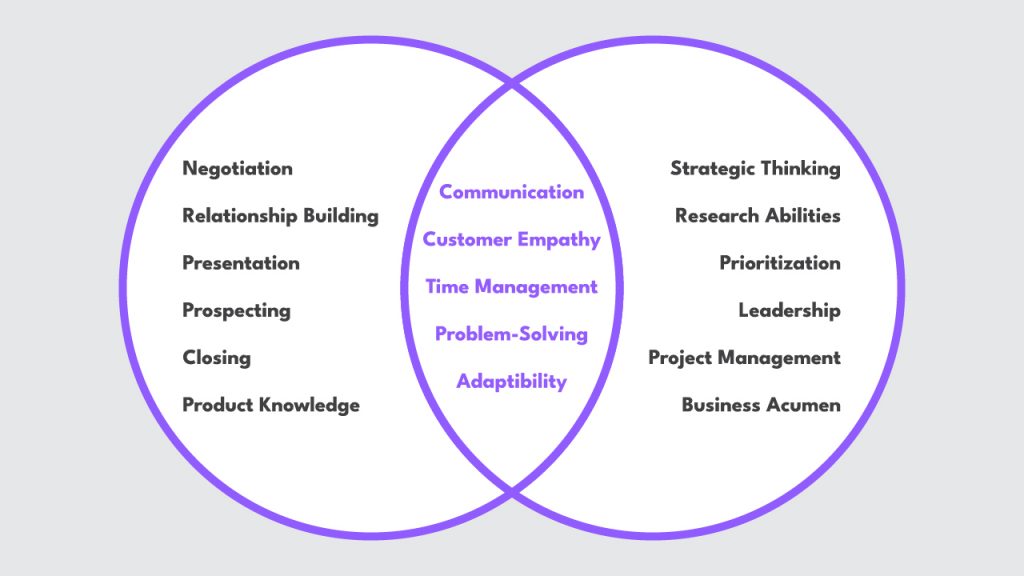 Negotiation
Relationship Building
Presentation
Prospecting
Closing
Product Knowledge
Communication
Customer Empathy
Time Management
Problem-Solving
Adaptibility
Strategic Thinking
Research Abilities
Prioritization
Leadership
Project Management
Business Acumen